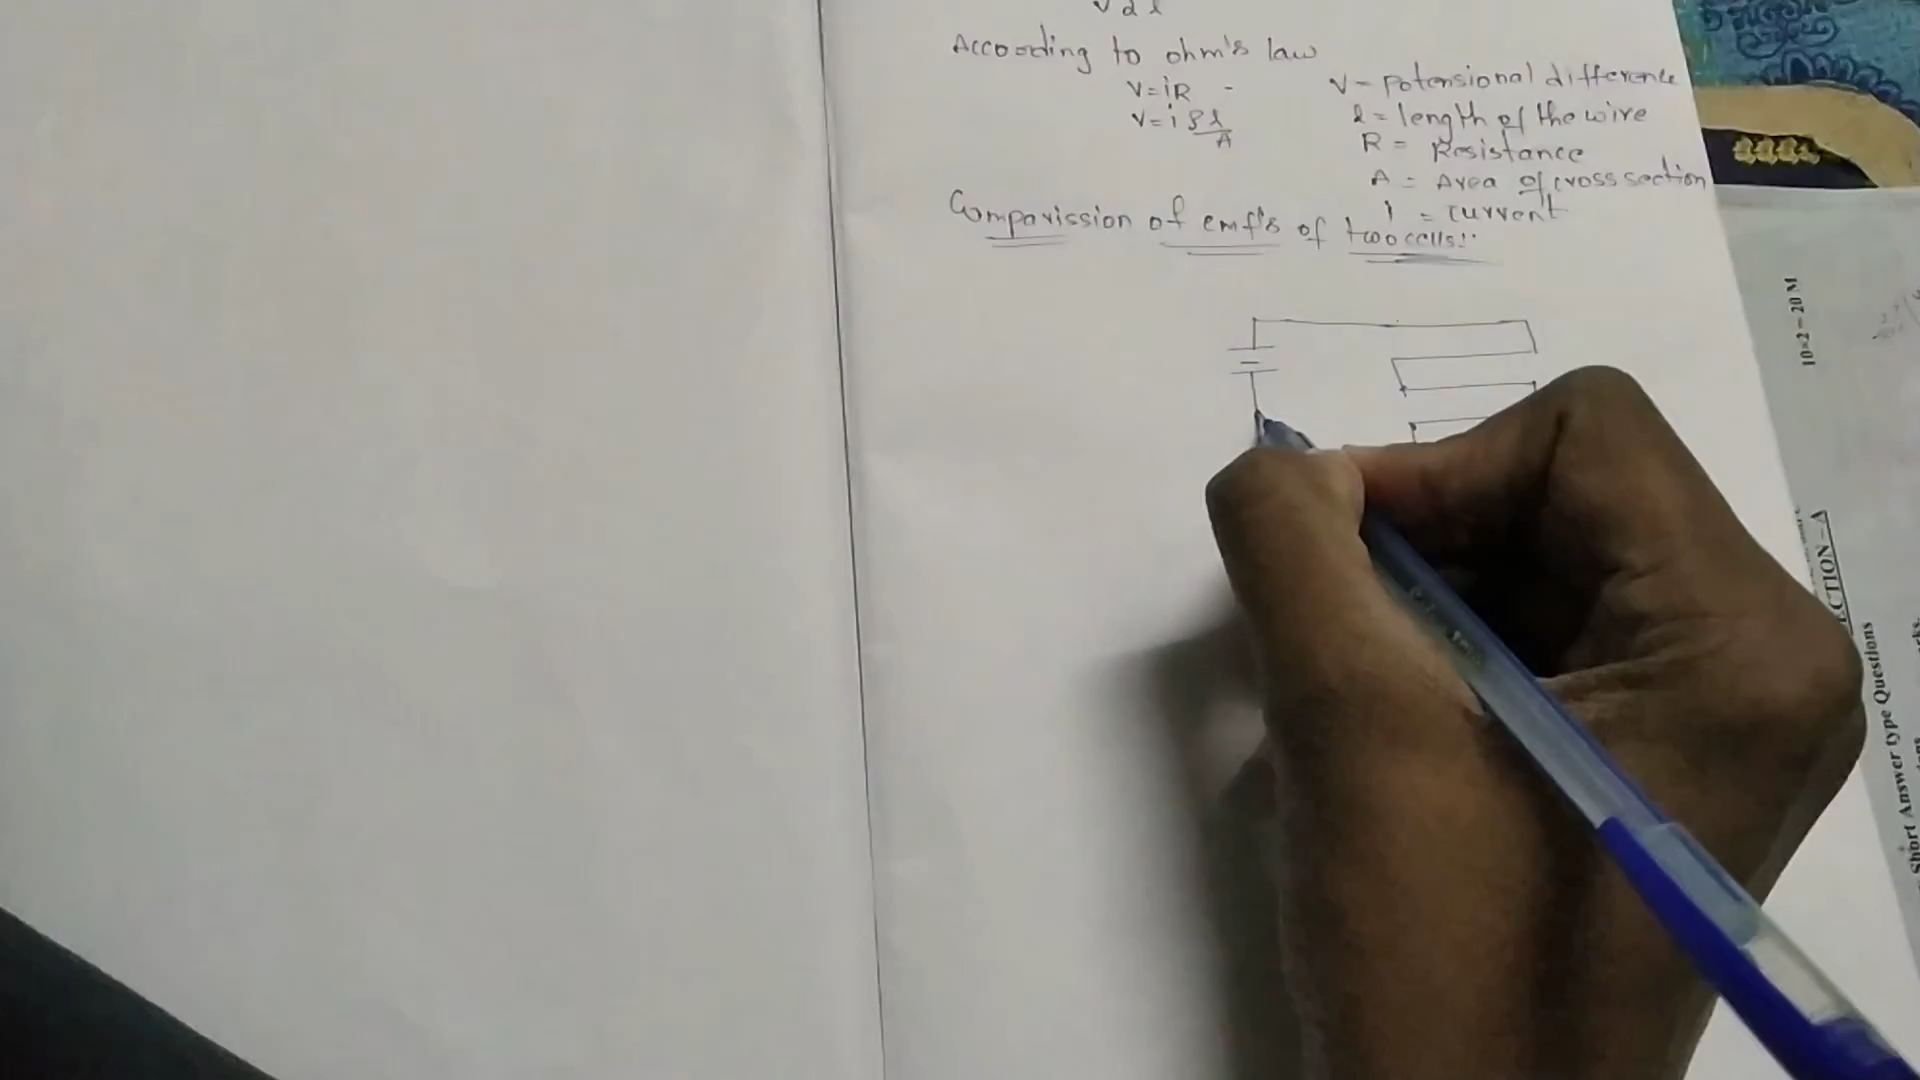 V α l
According to ohm's law
V=iR -
V=i ρl/A
V- potensional difference
l = length of the wire
R = Resistance
A = Area of cross section
i = current
Comparission of emf's of two cells:-
10×2=20 M
ECTION-A
Short Answer type Questions